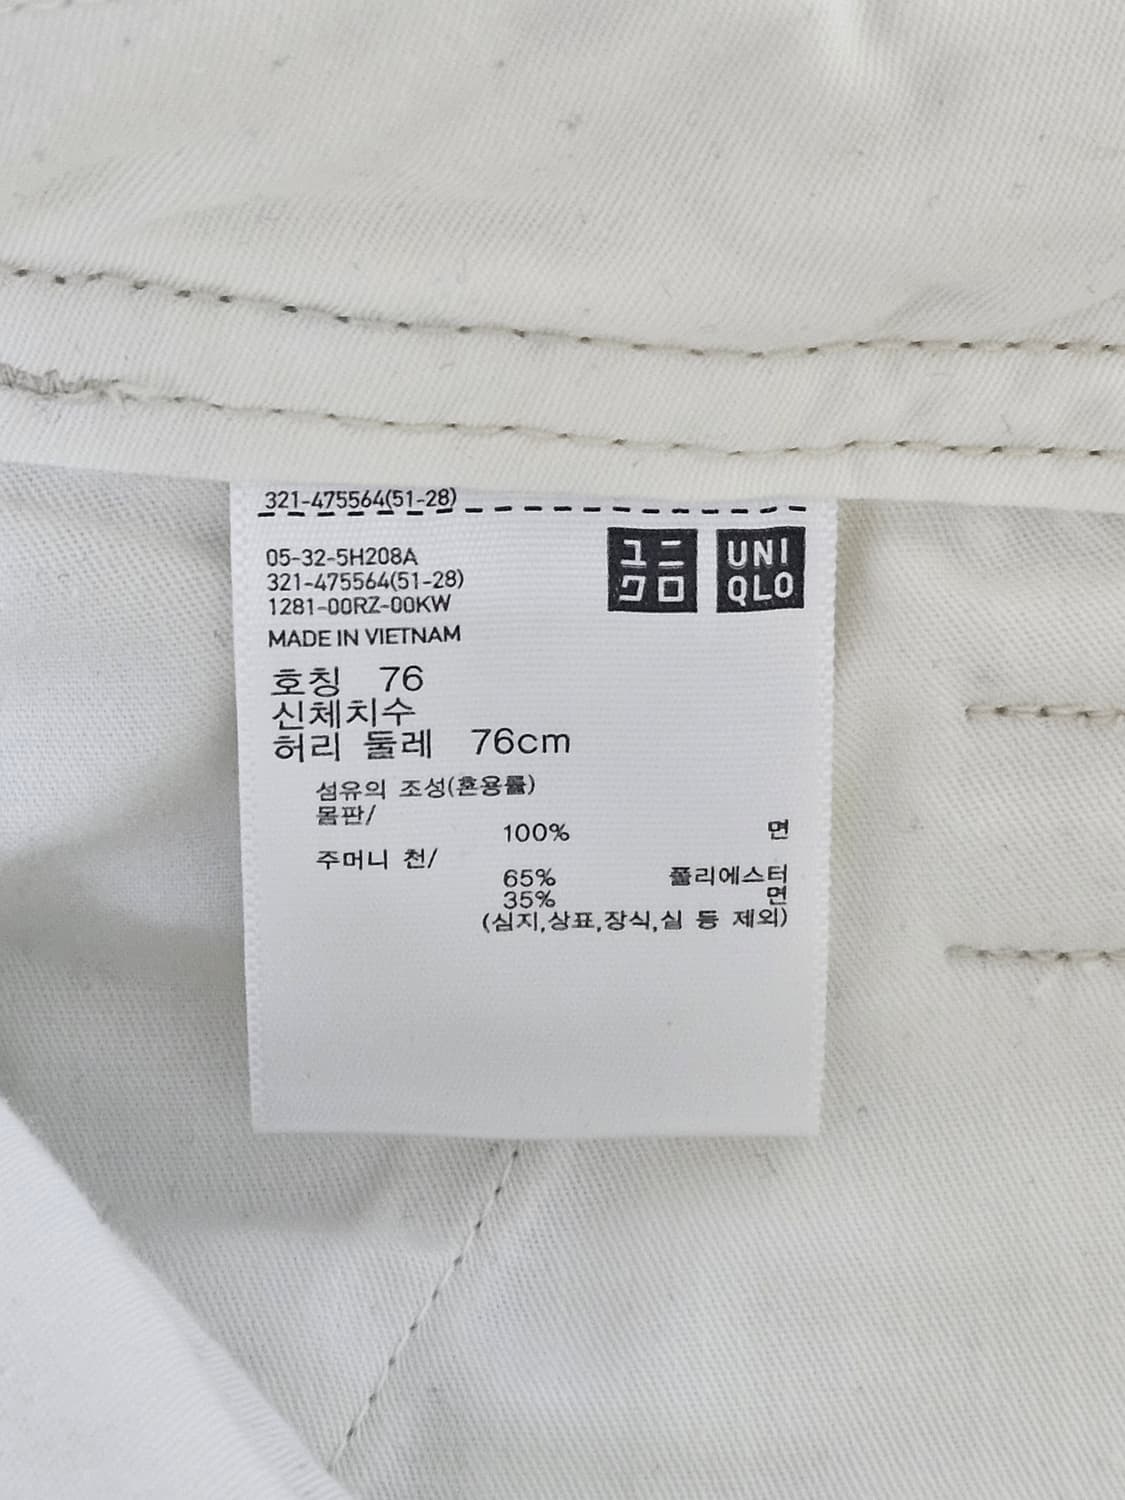 321-475564(51-28)
ユニ
クロ
UNI
QLO
05-32-5H208A
321-475564(51-28)
1281-00RZ-00KW
MADE IN VIETNAM
호칭 76
신체치수
허리 둘레 76cm
섬유의 조성(혼용률)
몸판/
100% 면
주머니 천/
65% 폴리에스터
35% 면
(심지,상표,장식,실 등 제외)